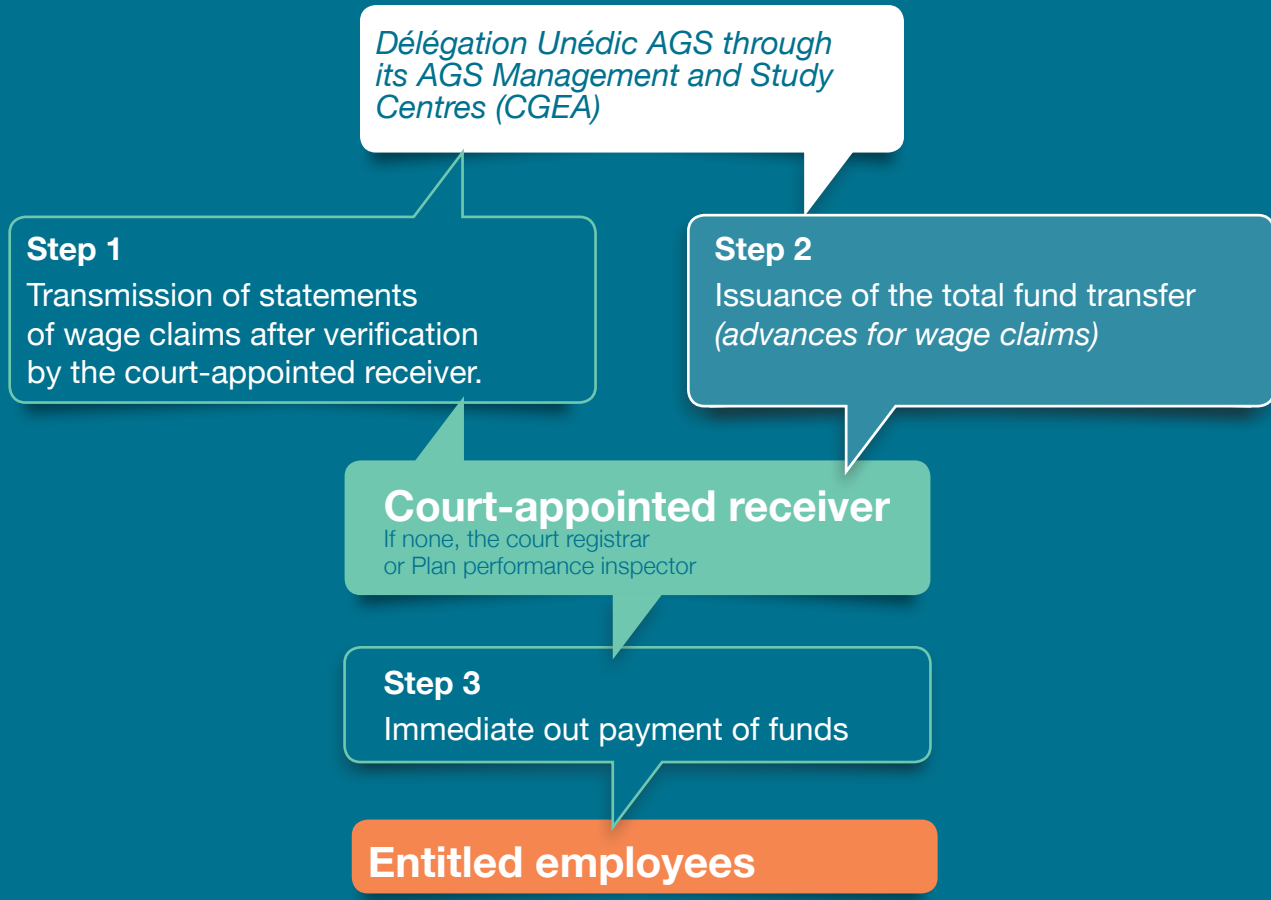 Délégation Unédic AGS through
its AGS Management and Study
Centres (CGEA)
Step 1
Transmission of statements
of wage claims after verification
by the court-appointed receiver.
Step 2
Issuance of the total fund transfer
(advances for wage claims)
Court-appointed receiver
If none, the court registrar
or Plan performance inspector
Step 3
Immediate out payment of funds
Entitled employees